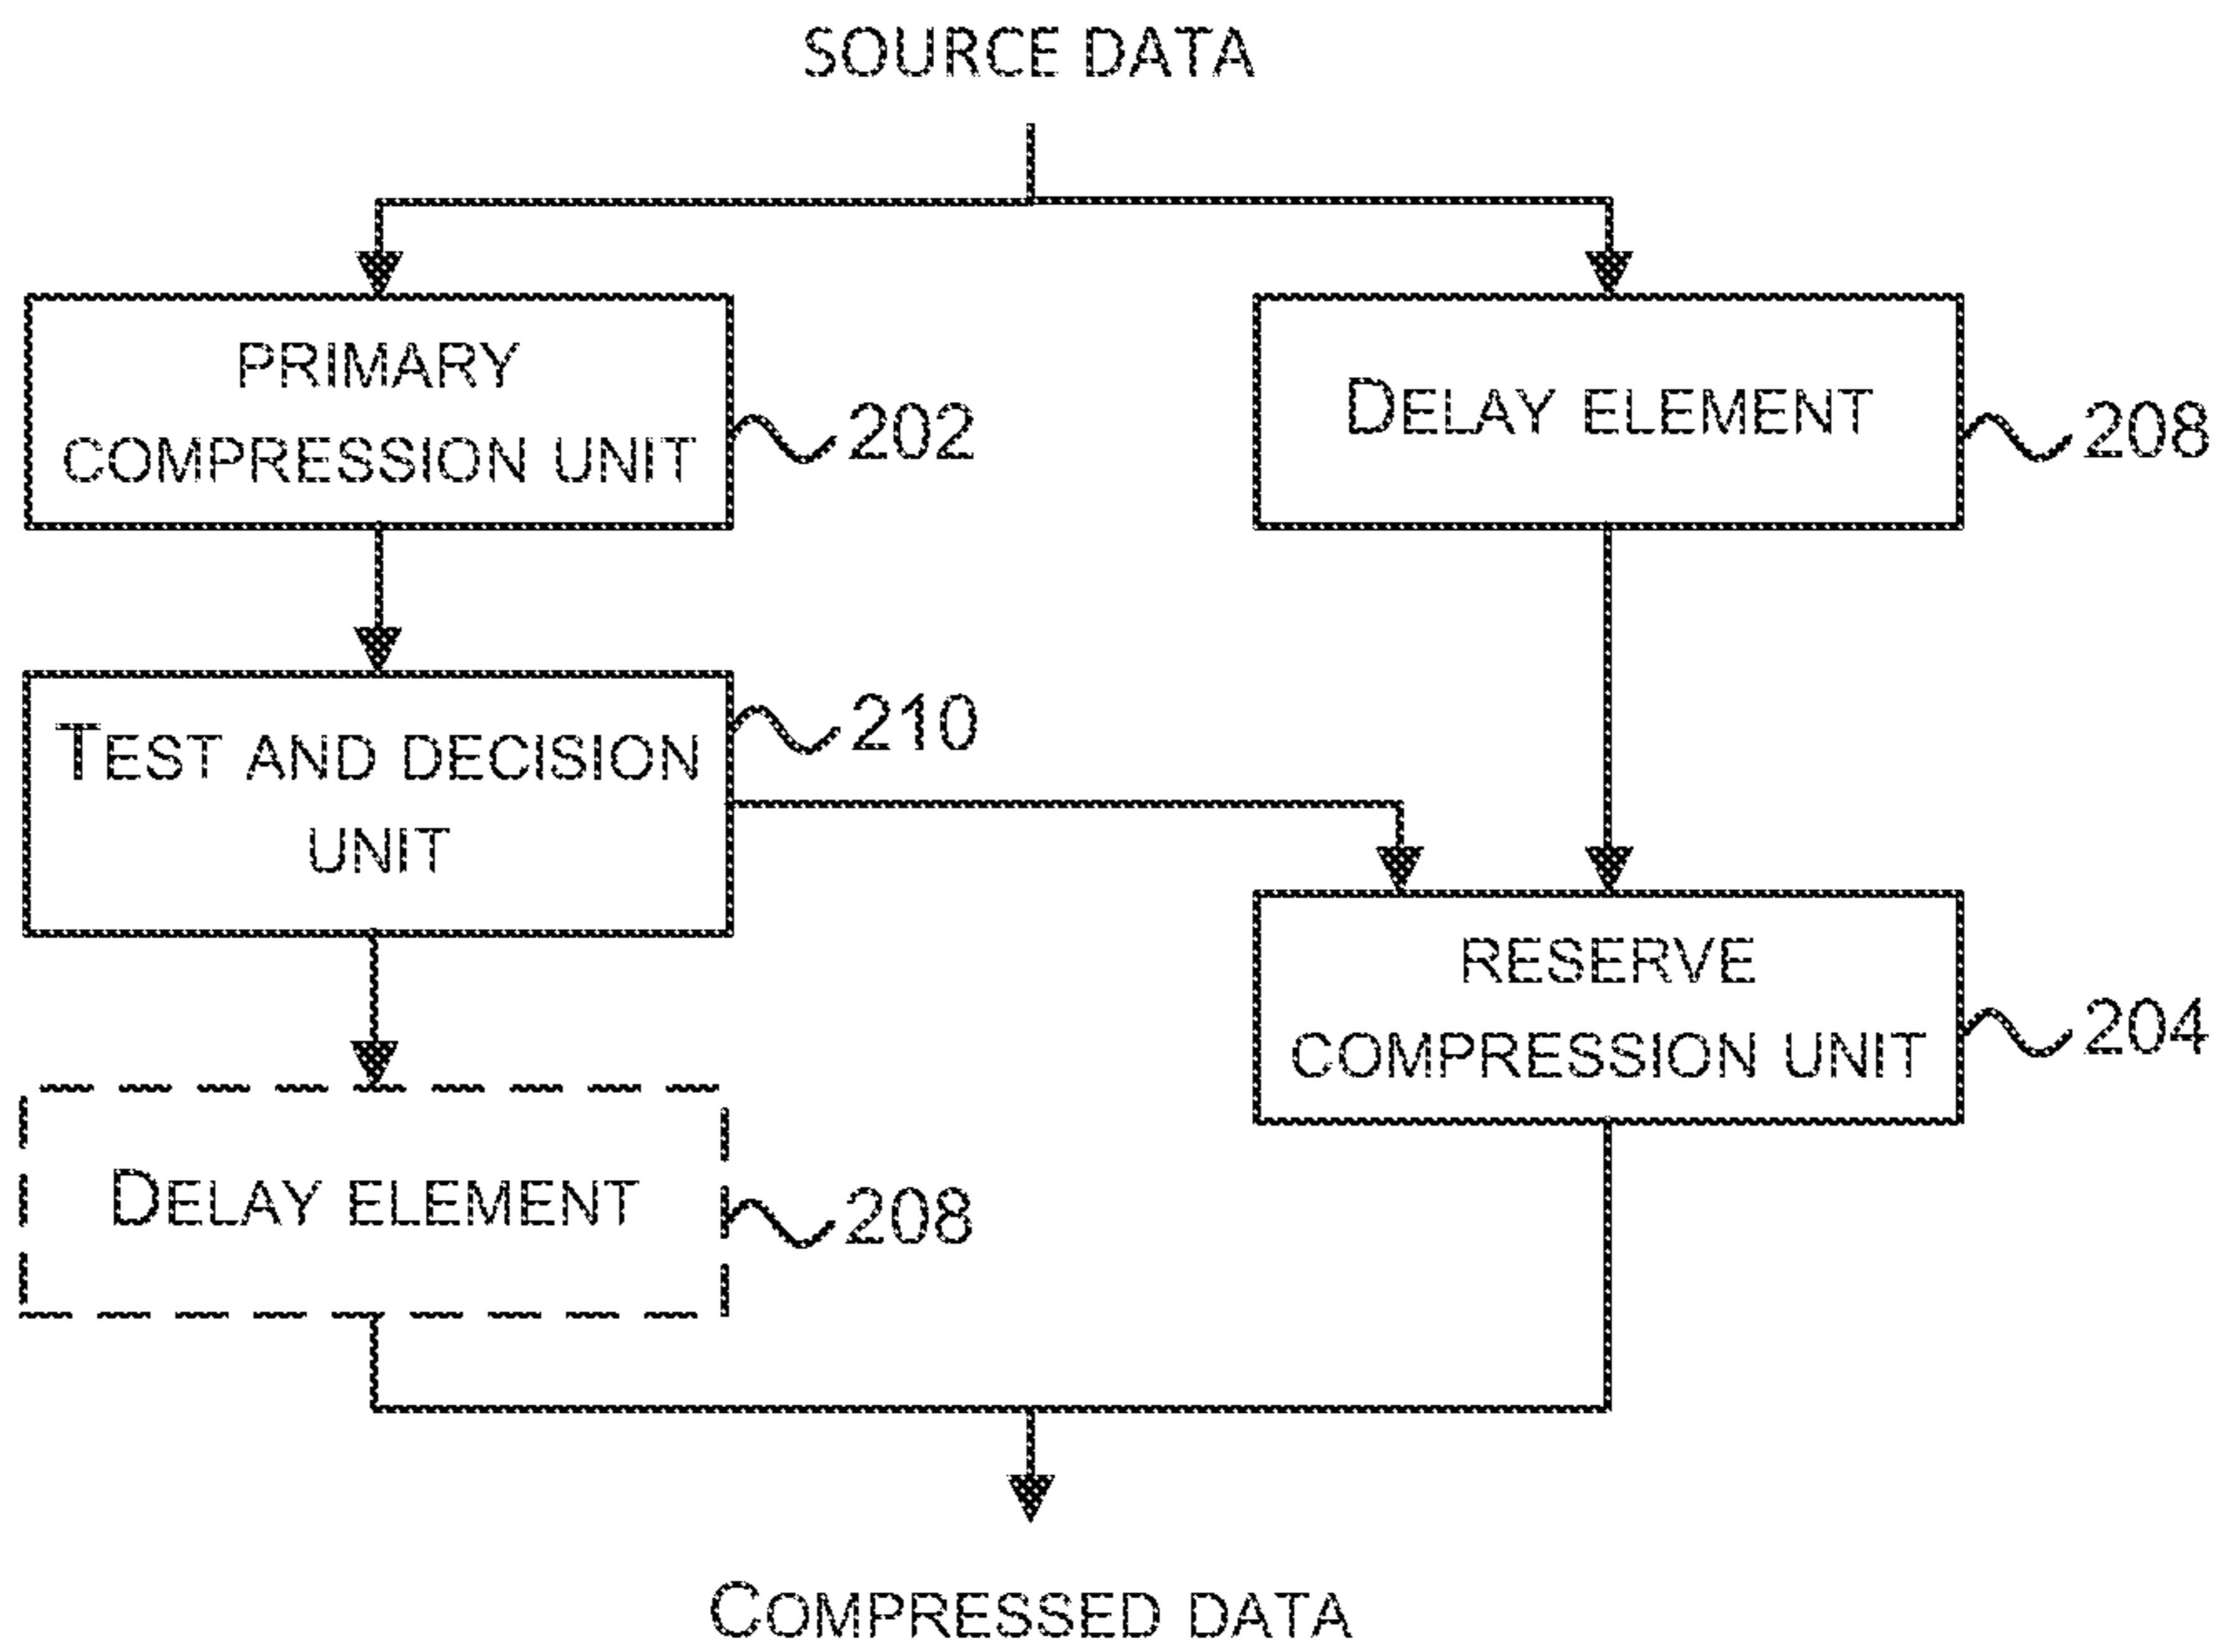 SOURCE DATA
PRIMARY
COMPRESSION UNIT
202
DELAY ELEMENT
208
TEST AND DECISION
UNIT
210
RESERVE
COMPRESSION UNIT
204
DELAY ELEMENT
208
COMPRESSED DATA